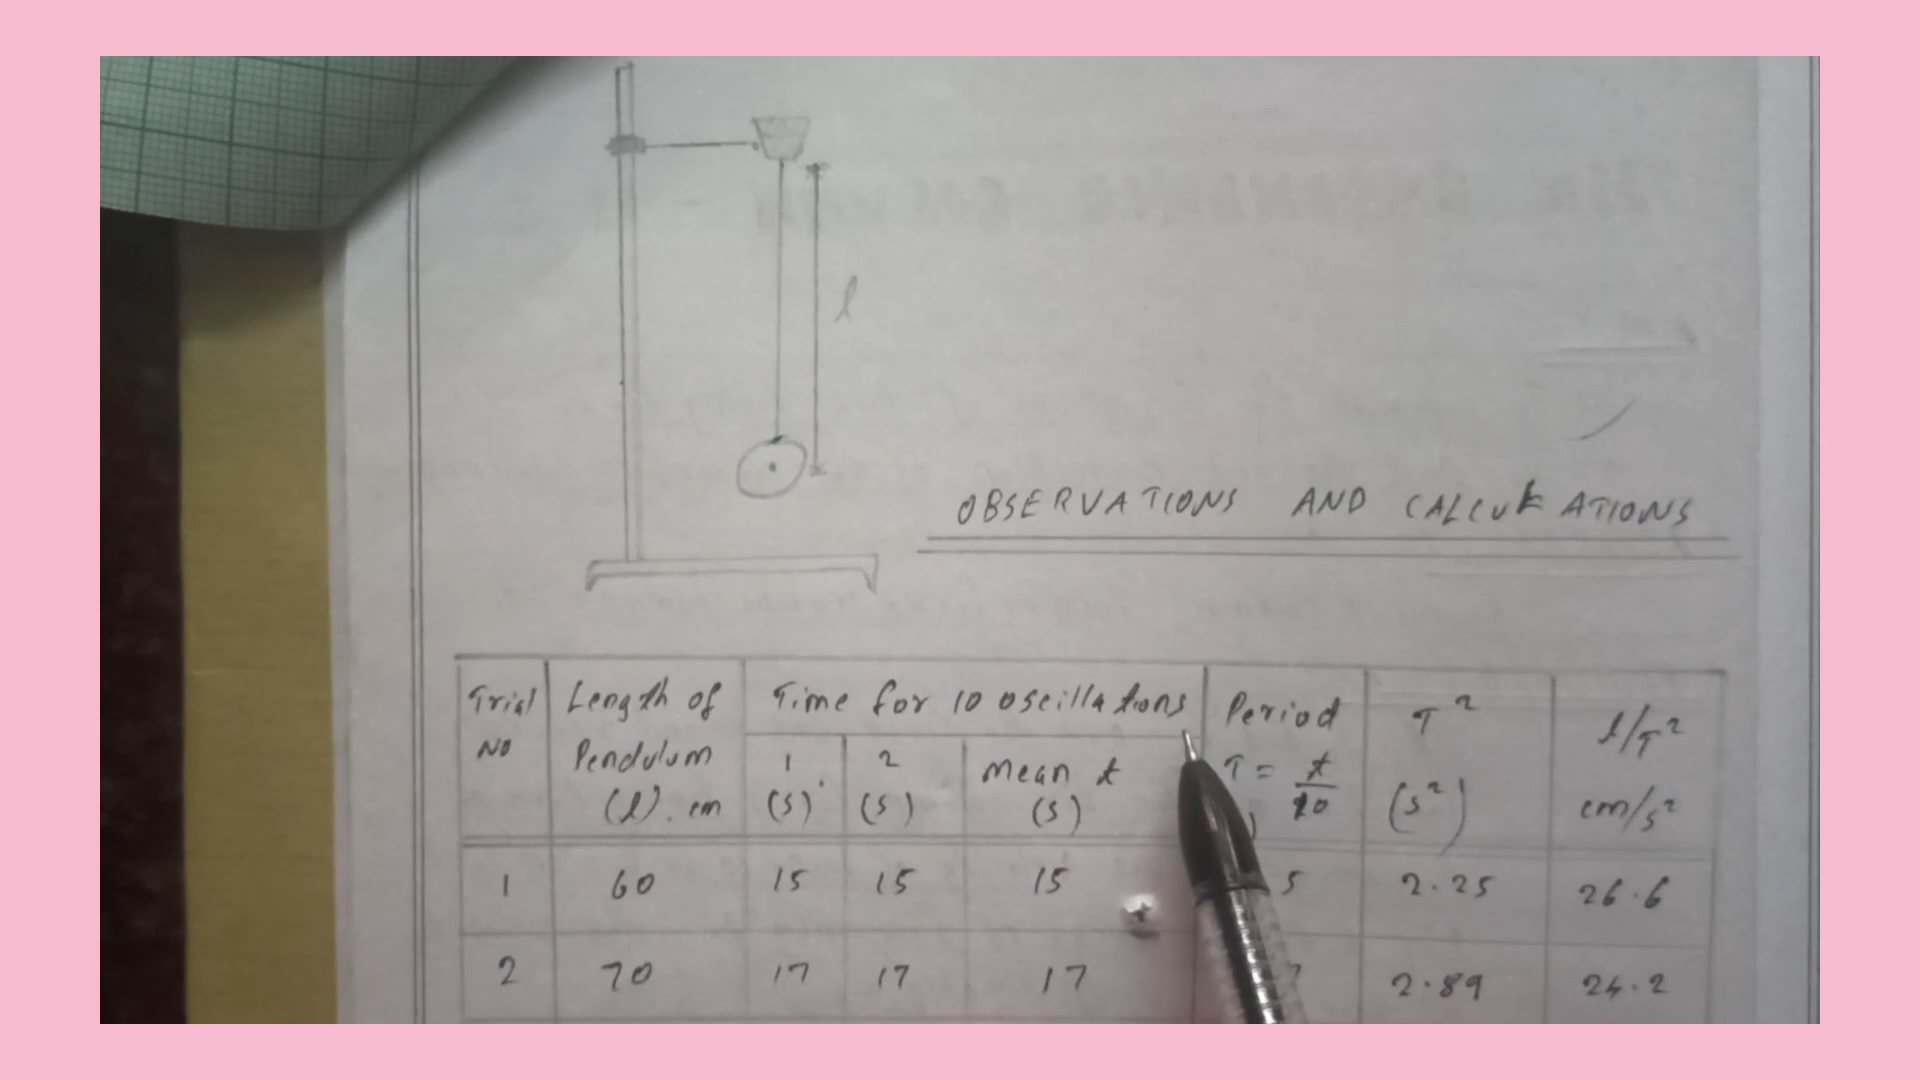 l
OBSERVATIONS AND CALCULATIONS
Trial No
Length of Pendulum (l). cm
Time for 10 oscillations
1 (s)
2 (s)
Mean t (s)
Period T = t/10
T² (s²)
l/T² cm/s²
1 60 15 15 15 5 2.25 26.6
2 70 17 17 17 2.89 24.2